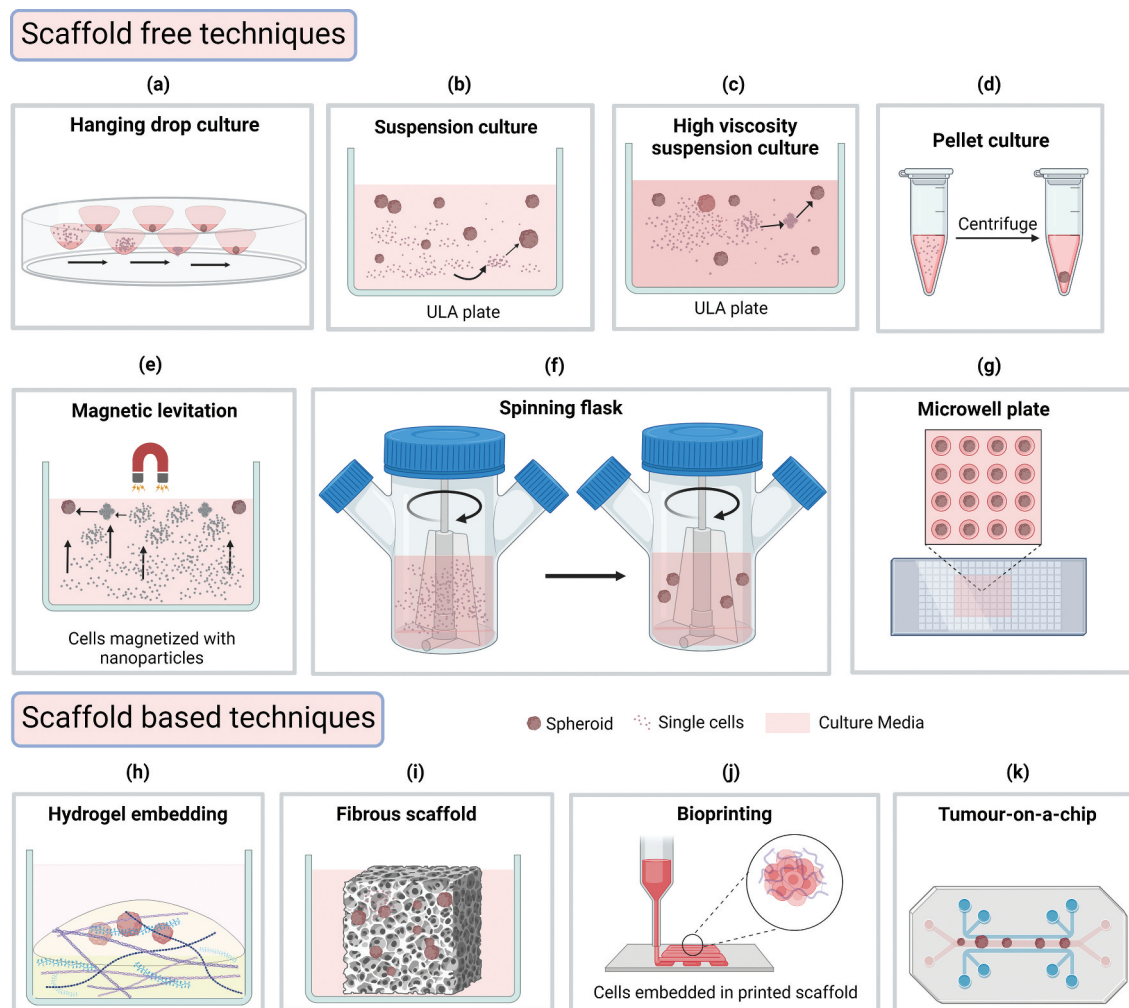 Scaffold free techniques
(a)
Hanging drop culture
(b)
Suspension culture
ULA plate
(c)
High viscosity
suspension culture
ULA plate
(d)
Pellet culture
Centrifuge
(e)
Magnetic levitation
Cells magnetized with
nanoparticles
(f)
Spinning flask
(g)
Microwell plate
Scaffold based techniques
Spheroid
Single cells
Culture Media
(h)
Hydrogel embedding
(i)
Fibrous scaffold
(j)
Bioprinting
Cells embedded in printed scaffold
(k)
Tumour-on-a-chip